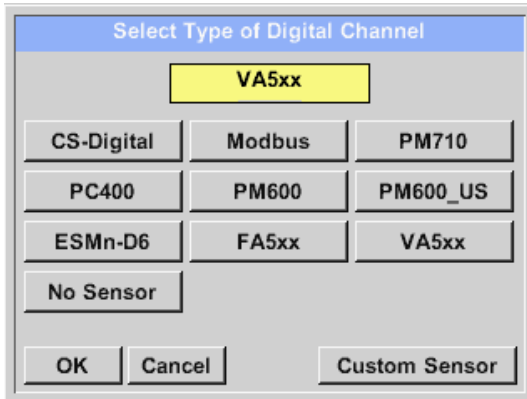 Select Type of Digital Channel
VA5xx
CS-Digital Modbus PM710
PC400 PM600 PM600_US
ESMn-D6 FA5xx VA5xx
No Sensor
OK Cancel Custom Sensor